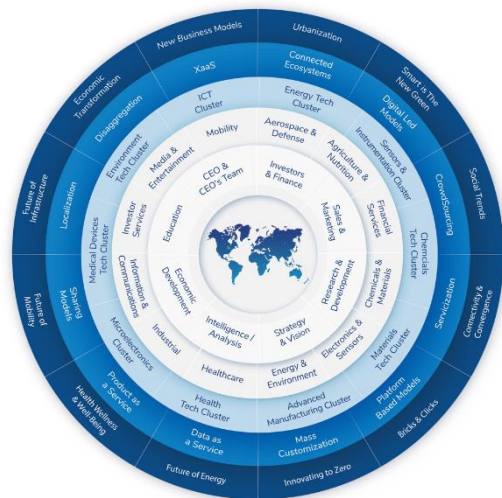 New Business Models
Urbanization
Smart is The
New Green
Social Trends
Connectivity &
Convergence
Bricks & Clicks
Innovating to Zero
Future of Energy
Health Wellness
& Well-Being
Future of
Mobility
Future of
Infrastructure
Economic
Transformation
XaaS
Connected
Ecosystems
Digital Led
Models
CrowdSourcing
Servicization
Platform
Based Models
Mass
Customization
Data as
a Service
Product as
a Service
Sharing
Models
Localization
Disaggregation
ICT
Cluster
Energy Tech
Cluster
Sensors &
Instrumentation Cluster
Chemcials
Tech Cluster
Materials
Tech Cluster
Advanced
Manufacturing Cluster
Health
Tech Cluster
Microelectronics
Cluster
Medical Devices
Tech Cluster
Environment
Tech Cluster
Mobility
Aerospace &
Defense
Agriculture &
Nutrition
Financial
Services
Chemicals &
Materials
Electronics &
Sensors
Energy &
Environment
Healthcare
Industrial
Information &
Communications
Investor
Services
Media &
Entertainment
CEO &
CEO's Team
Investors
& Finance
Sales &
Marketing
Research &
Development
Strategy
& Vision
Intelligence /
Analysis
Economic
Development
Education